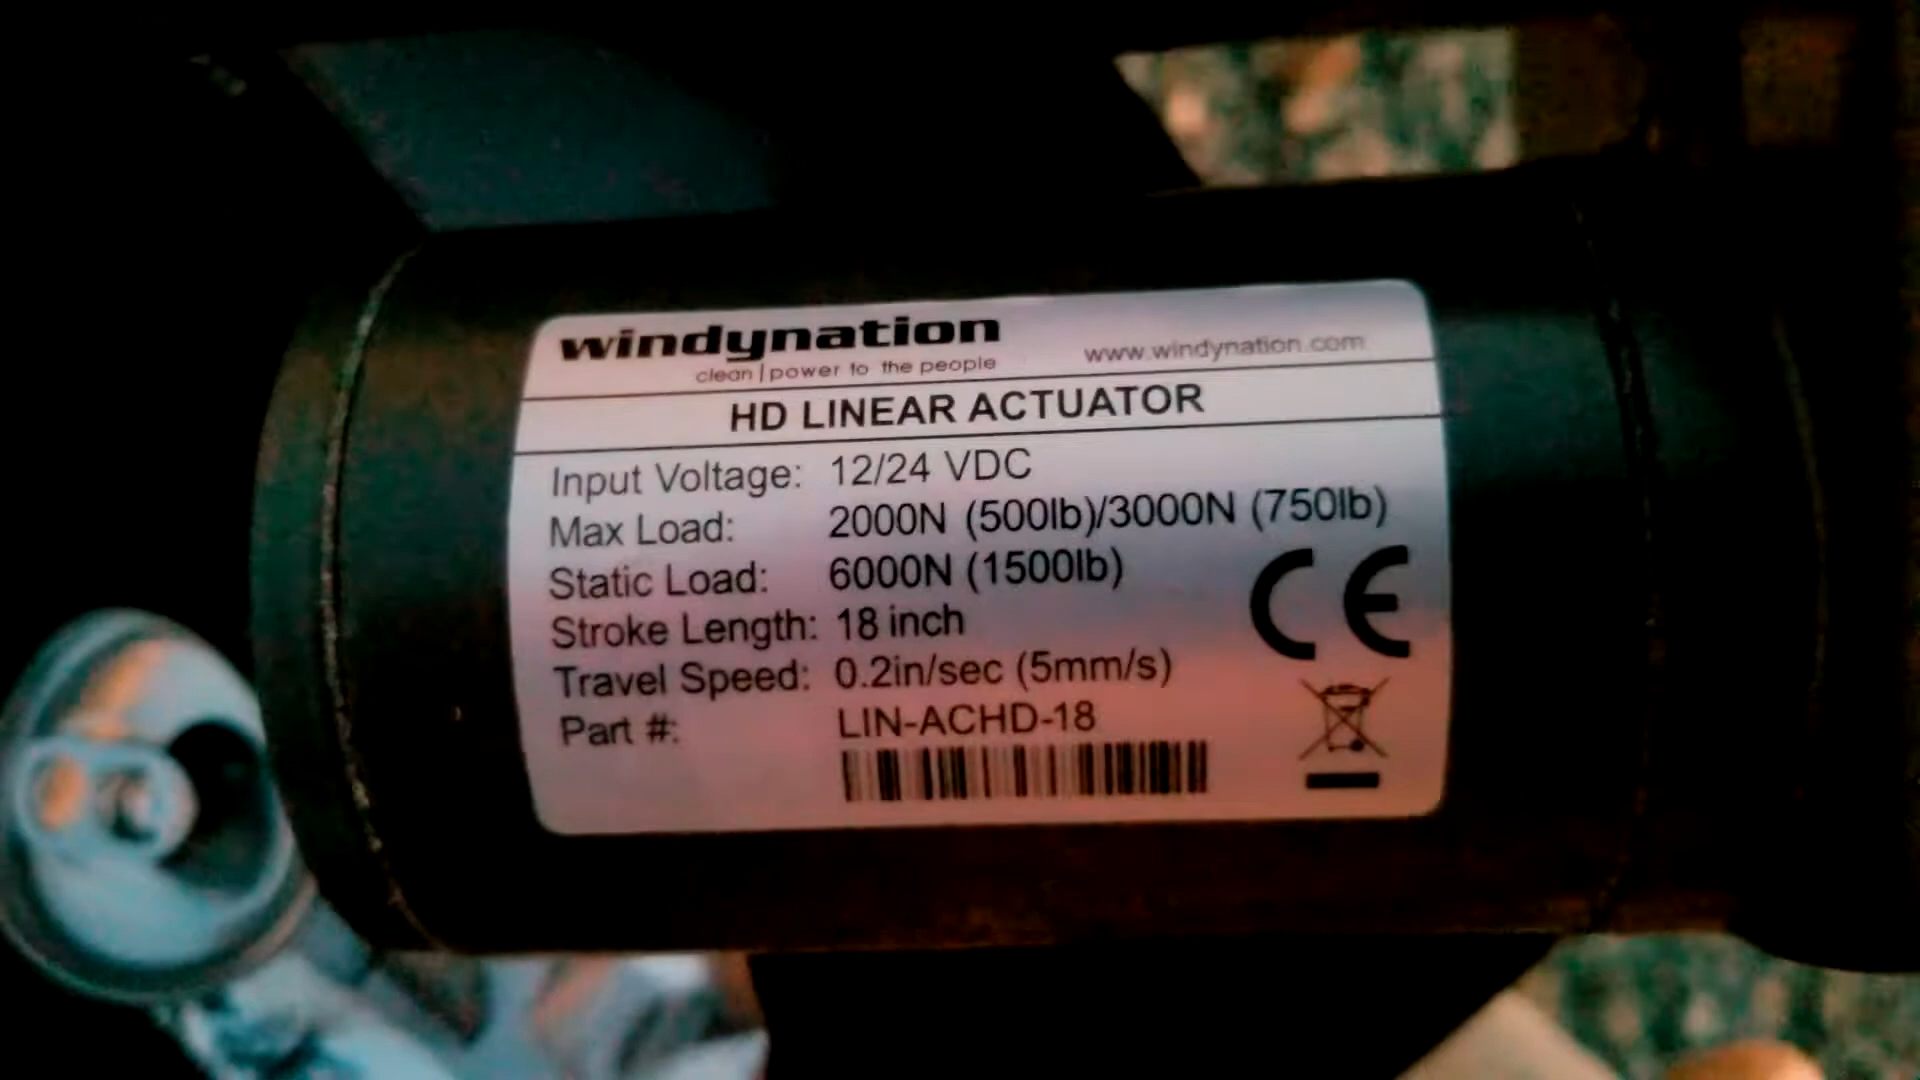 windynation
clean | power to the people
www.windynation.com
HD LINEAR ACTUATOR
Input Voltage: 12/24 VDC
Max Load: 2000N (500lb)/3000N (750lb)
Static Load: 6000N (1500lb)
Stroke Length: 18 inch
Travel Speed: 0.2in/sec (5mm/s)
Part #: LIN-ACHD-18
CE